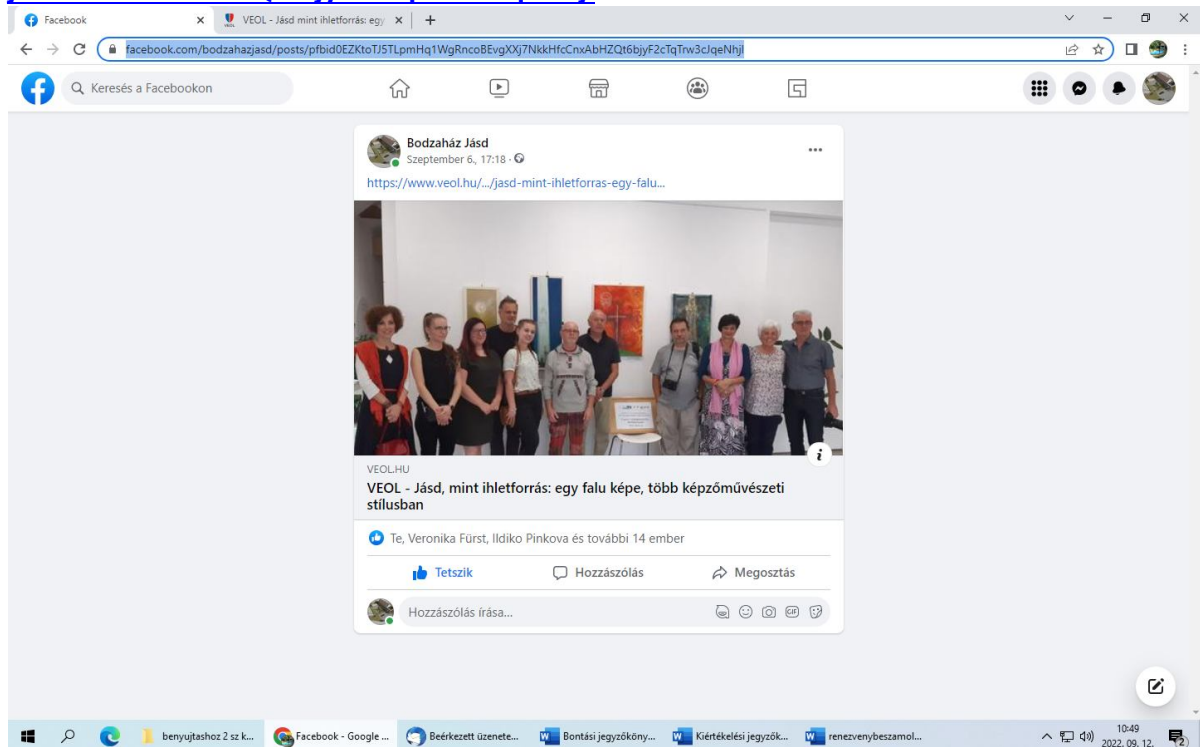 Facebook
VEOL - Jásd mint ihletforrás: egy
facebook.com/bodzahazjasd/posts/pfbid0EZKtoTJ5TLpmHq1WgRncoBEvgXXj7NkkHfcCnxAbHZQt6bjyF2cTqTrw3cJqeNhjl
Keresés a Facebookon
Bodzaház Jásd
Szeptember 6., 17:18 ·
https://www.veol.hu/.../jasd-mint-ihletforras-egy-falu...
VEOL.HU
VEOL - Jásd, mint ihletforrás: egy falu képe, több képzőművészeti
stílusban
Te, Veronika Fürst, Ildiko Pinkova és további 14 ember
Tetszik Hozzászólás Megosztás
Hozzászólás írása...
GIF
benyujtashoz 2 sz k... Facebook - Google ... Beérkezett üzenete... Bontási jegyzőköny... Kiértékelési jegyzők... renezvenybeszamol...
10:49
2022. 09. 12.
2